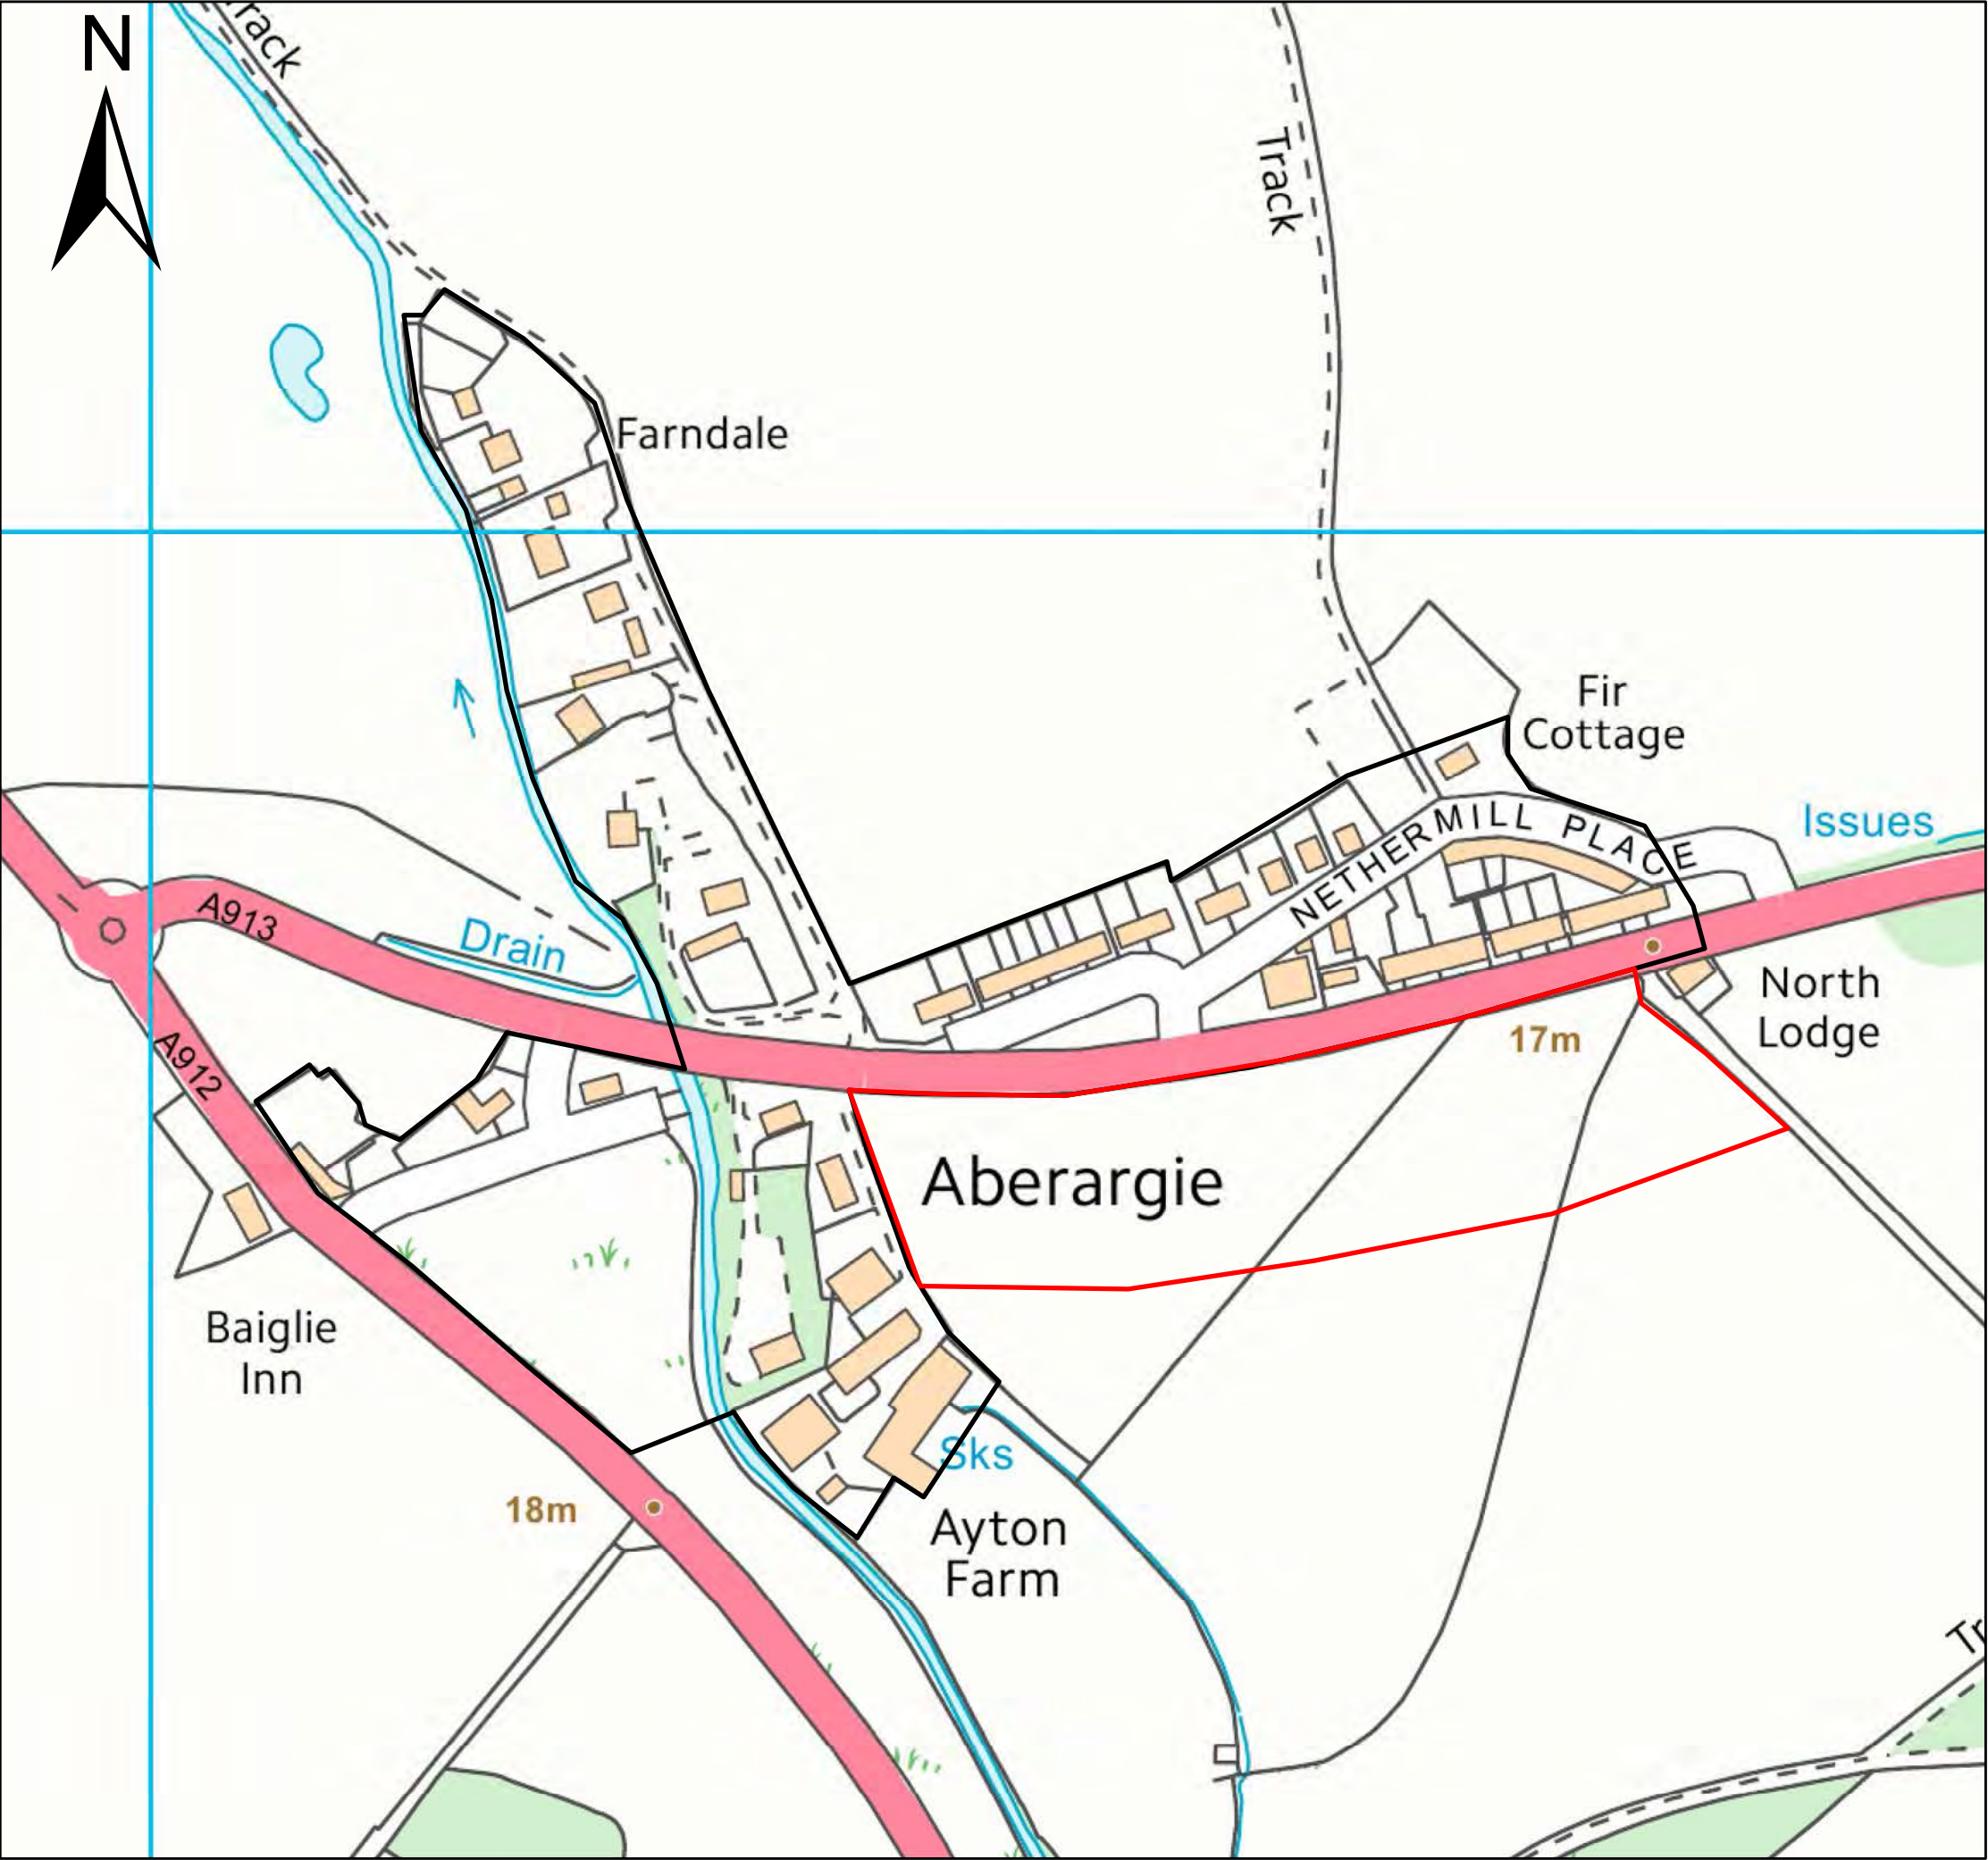 N
Track
Track
Farndale
Fir
Cottage
NETHERMILL PLACE
Issues
A913
Drain
North
Lodge
17m
A912
Aberargie
Baiglie
Inn
Sks
18m
Ayton
Farm
Tr